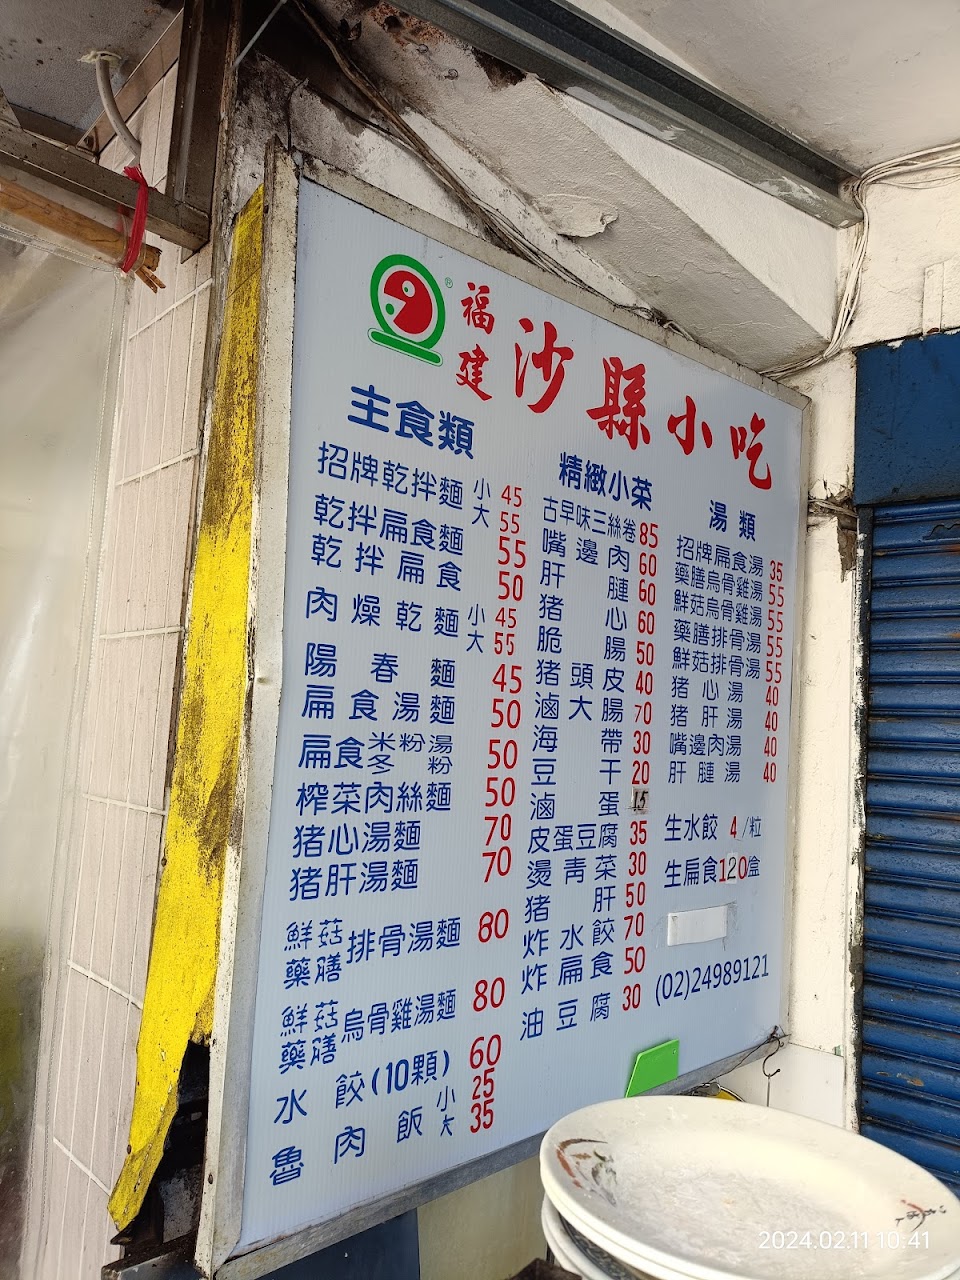 福建 沙縣小吃
主食類
招牌乾拌麵 小 45
大 55
乾拌扁食麵 55
乾拌扁食 50
肉燥乾麵 小 45
大 55
陽春麵 45
扁食湯麵 50
扁食米粉湯 50
冬粉
榨菜肉絲麵 50
猪心湯麵 70
猪肝湯麵 70
鮮菇 排骨湯麵 80
藥膳
鮮菇 烏骨雞湯麵 80
藥膳
水餃(10顆) 60
魯肉飯 小 25
大 35
精緻小菜
古早味三絲卷 85
嘴邊肉 60
肝腱 60
猪心 60
脆腸 50
猪頭皮 40
滷大腸 70
海帶 30
豆干 20
滷蛋 15
皮蛋豆腐 35
燙青菜 30
猪肝 50
炸水餃 70
炸扁食 50
油豆腐 30
湯類
招牌扁食湯 35
藥膳烏骨雞湯 55
鮮菇烏骨雞湯 55
藥膳排骨湯 55
鮮菇排骨湯 55
猪心湯 40
猪肝湯 40
嘴邊肉湯 40
肝腱湯 40
生水餃 4/粒
生扁食120/盒
(02)24989121
2024.02.11 10:41